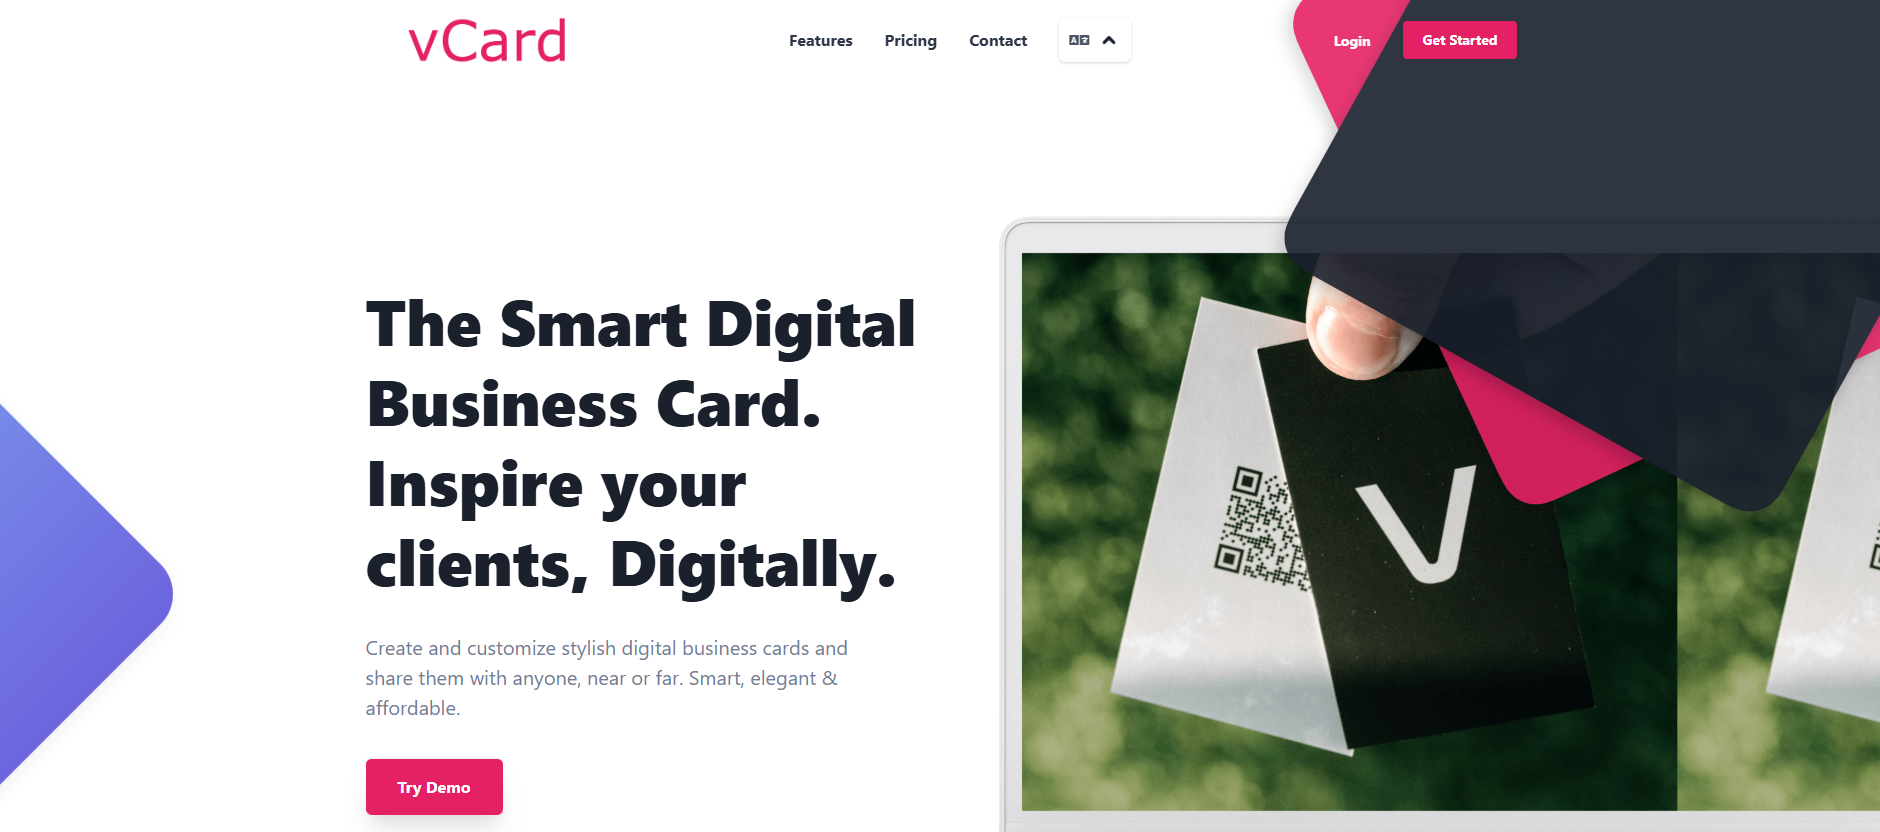 vCard
Features
Pricing
Contact
Login
Get Started
The Smart Digital
Business Card.
Inspire your
clients, Digitally.
Create and customize stylish digital business cards and
share them with anyone, near or far. Smart, elegant &
affordable.
Try Demo
V